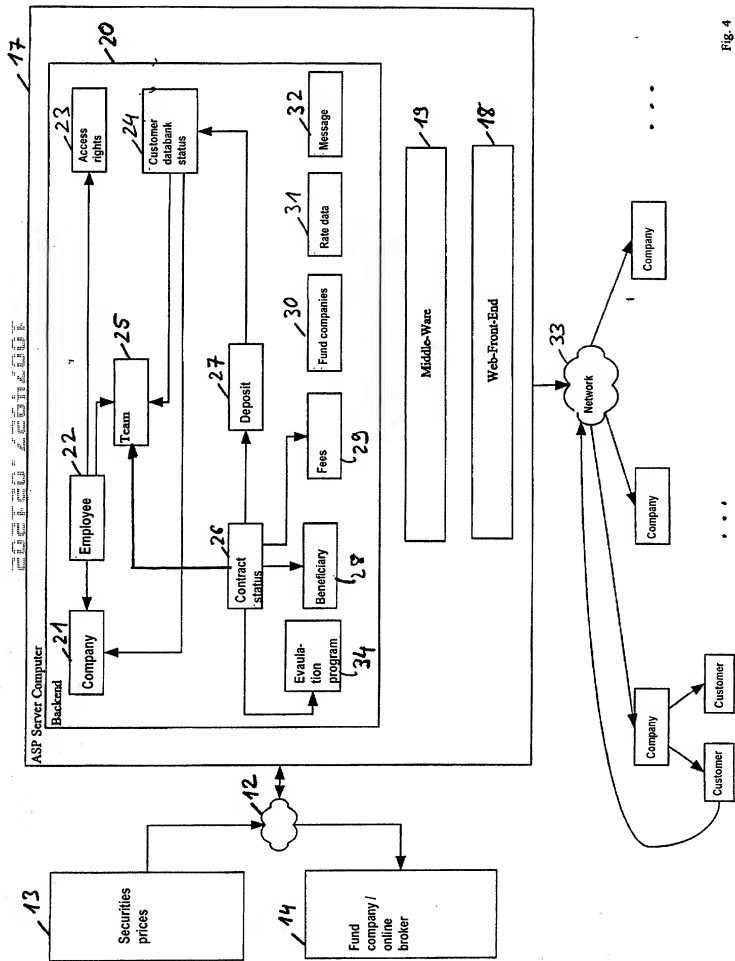 17
ASP Server Computer
20
Backend
21
Company
22
Employee
23
Access
rights
25
Team
24
Customer
databank
status
26
Contract
status
27
Deposit
34
Evaulation
program
28
Beneficiary
29
Fees
30
Fund companies
31
Rate data
32
Message
19
Middle-Ware
18
Web-Front-End
13
Securities
prices
12
14
Fund
company /
online
broker
33
Network
Company
Customer
Customer
Company
. . .
Company
. . .
Fig. 4